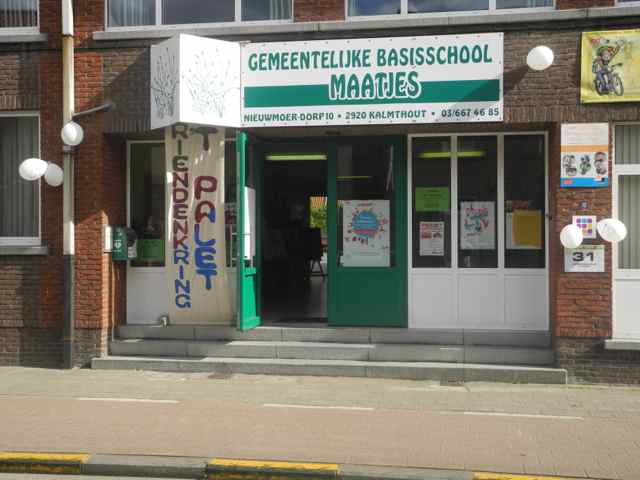 GEMEENTELIJKE BASISSCHOOL
MAATJES
NIEUWMOER-DORP 10 • 2920 KALMTHOUT • 03/667 46 85
VRIENDENKRING
'T PALET
31